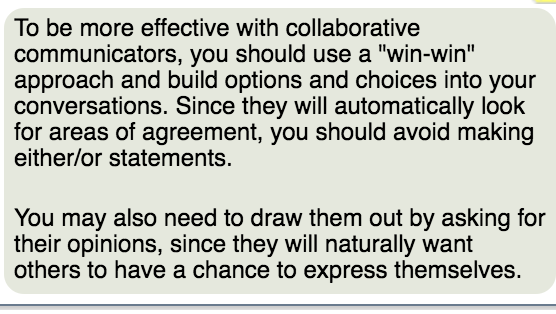 To be more effective with collaborative
communicators, you should use a "win-win"
approach and build options and choices into your
conversations. Since they will automatically look
for areas of agreement, you should avoid making
either/or statements.
You may also need to draw them out by asking for
their opinions, since they will naturally want
others to have a chance to express themselves.